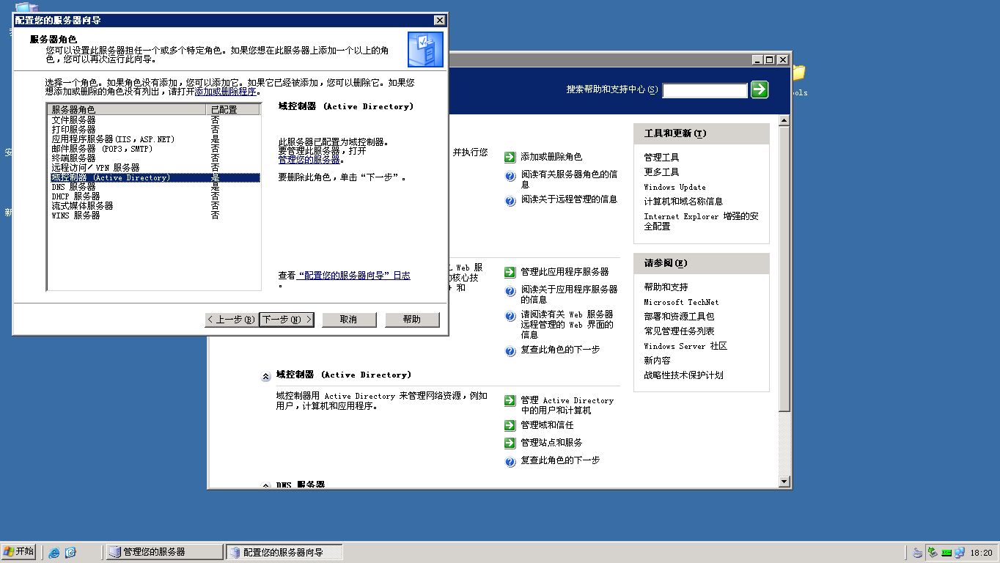 配置您的服务器向导
服务器角色
您可以设置此服务器担任一个或多个特定角色。如果您想在此服务器上添加一个以上的角
色，您可以再次运行此向导。
选择一个角色。如果角色没有添加，您可以添加它。如果它已经被添加，您可以删除它。如果您
想添加或删除的角色没有列出，请打开添加或删除程序。
服务器角色 已配置
文件服务器 否
打印服务器 否
应用程序服务器(IIS，ASP.NET) 是
邮件服务器 (POP3，SMTP) 否
终端服务器 否
远程访问/VPN 服务器 否
域控制器 (Active Directory) 是
DNS 服务器 是
DHCP 服务器 否
流式媒体服务器 否
WINS 服务器 否
域控制器 (Active Directory)
此服务器已配置为域控制器。
要管理此服务器，打开
管理您的服务器。
要删除此角色，单击“下一步”。
查看“配置您的服务器向导”日志
。
< 上一步(B)
下一步(N) >
取消
帮助
搜索帮助和支持中心(S)
并执行您
添加或删除角色
阅读有关服务器角色的信
息
阅读关于远程管理的信息
Web 服
核心技
和
管理此应用程序服务器
阅读关于应用程序服务器
的信息
请阅读有关 Web 服务器
远程管理的 Web 界面的
信息
复查此角色的下一步
域控制器 (Active Directory)
域控制器用 Active Directory 来管理网络资源，例如
用户，计算机和应用程序。
管理 Active Directory
中的用户和计算机
管理域和信任
管理站点和服务
复查此角色的下一步
DNS 服务器
工具和更新(T)
管理工具
更多工具
Windows Update
计算机和域名称信息
Internet Explorer 增强的安
全配置
请参阅(E)
帮助和支持
Microsoft TechNet
部署和资源工具包
常见管理任务列表
Windows Server 社区
新内容
战略性技术保护计划
ols
安
新
开始
管理您的服务器
配置您的服务器向导
18:20